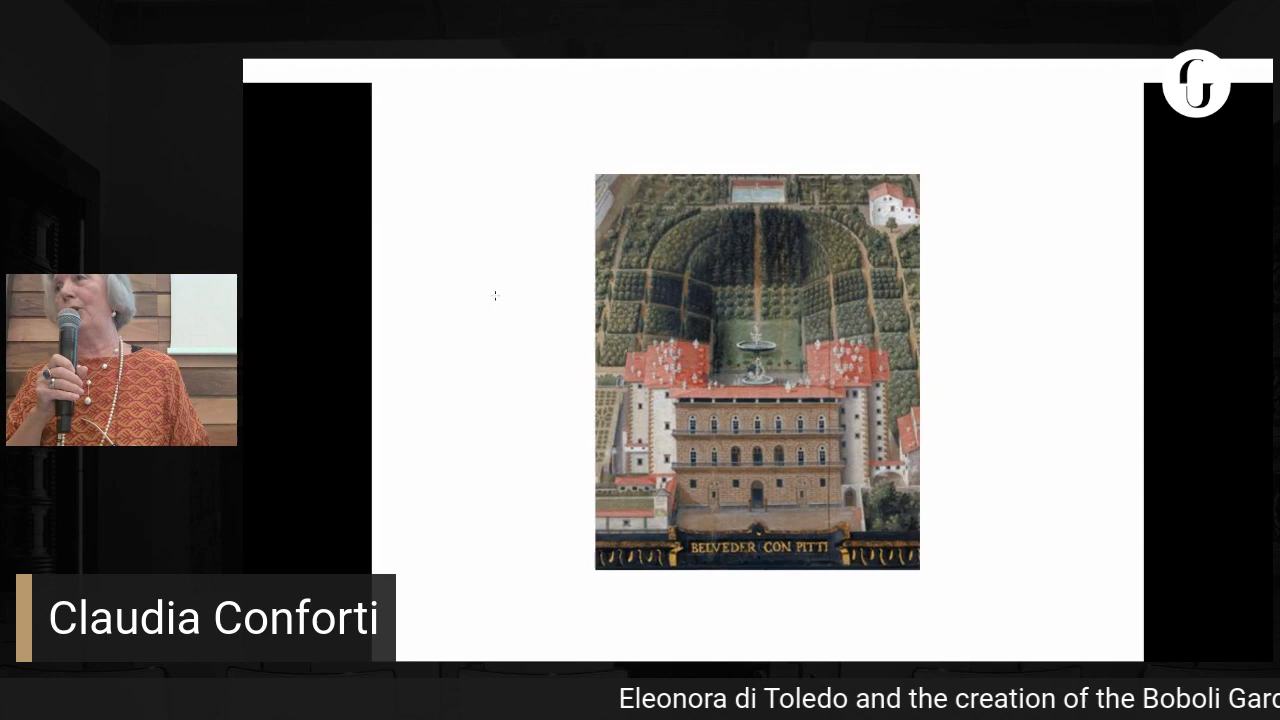 BELVEDER CON PITTI
Claudia Conforti
Eleonora di Toledo and the creation of the Boboli Gard